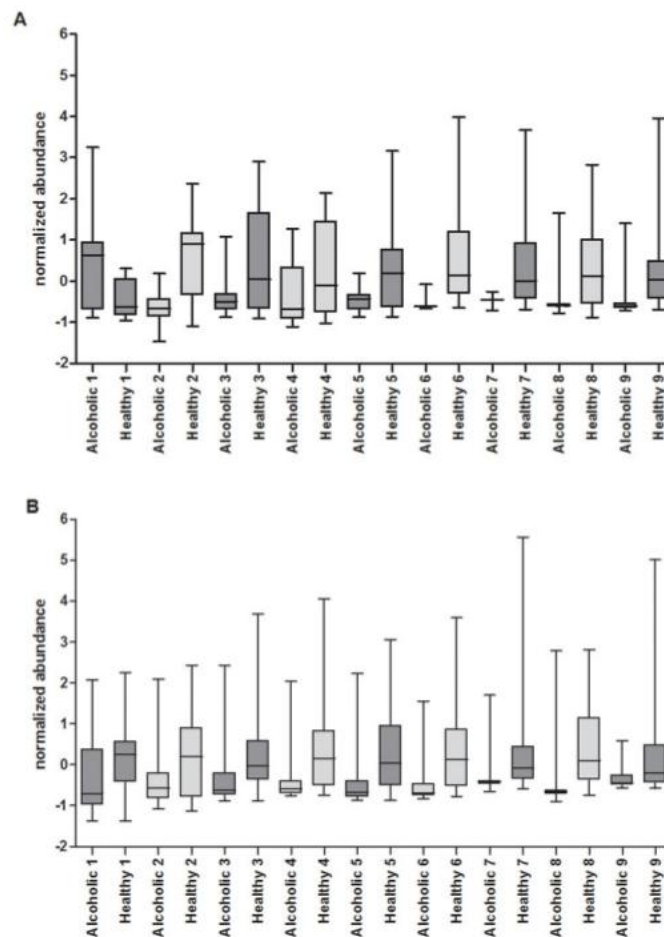 A
6
5
4
3
2
1
0
-1
-2
normalized abundance
Alcoholic 1
Healthy 1
Alcoholic 2
Healthy 2
Alcoholic 3
Healthy 3
Alcoholic 4
Healthy 4
Alcoholic 5
Healthy 5
Alcoholic 6
Healthy 6
Alcoholic 7
Healthy 7
Alcoholic 8
Healthy 8
Alcoholic 9
Healthy 9
B
6
5
4
3
2
1
0
-1
-2
normalized abundance
Alcoholic 1
Healthy 1
Alcoholic 2
Healthy 2
Alcoholic 3
Healthy 3
Alcoholic 4
Healthy 4
Alcoholic 5
Healthy 5
Alcoholic 6
Healthy 6
Alcoholic 7
Healthy 7
Alcoholic 8
Healthy 8
Alcoholic 9
Healthy 9